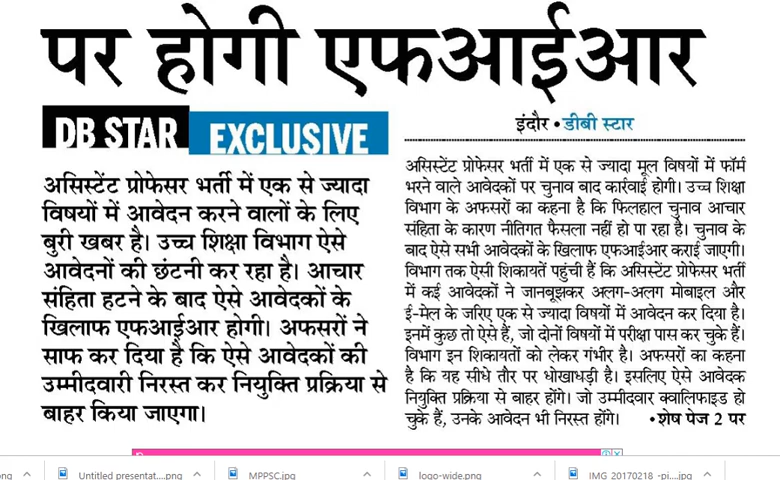 पर होगी एफआईआर
DB STAR EXCLUSIVE
असिस्टेंट प्रोफेसर भर्ती में एक से ज्यादा
विषयों में आवेदन करने वालों के लिए
बुरी खबर है। उच्च शिक्षा विभाग ऐसे
आवेदनों की छंटनी कर रहा है। आचार
संहिता हटने के बाद ऐसे आवेदकों के
खिलाफ एफआईआर होगी। अफसरों ने
साफ कर दिया है कि ऐसे आवेदकों की
उम्मीदवारी निरस्त कर नियुक्ति प्रक्रिया से
बाहर किया जाएगा।
इंदौर • डीबी स्टार
असिस्टेंट प्रोफेसर भर्ती में एक से ज्यादा मूल विषयों में फॉर्म
भरने वाले आवेदकों पर चुनाव बाद कार्रवाई होगी। उच्च शिक्षा
विभाग के अफसरों का कहना है कि फिलहाल चुनाव आचार
संहिता के कारण नीतिगत फैसला नहीं हो पा रहा है। चुनाव के
बाद ऐसे सभी आवेदकों के खिलाफ एफआईआर कराई जाएगी।
विभाग तक ऐसी शिकायतें पहुंची हैं कि असिस्टेंट प्रोफेसर भर्ती
में कई आवेदकों ने जानबूझकर अलग-अलग मोबाइल और
ई-मेल के जरिए एक से ज्यादा विषयों में आवेदन कर दिया है।
इनमें कुछ तो ऐसे हैं, जो दोनों विषयों में परीक्षा पास कर चुके हैं।
विभाग इन शिकायतों को लेकर गंभीर है। अफसरों का कहना
है कि यह सीधे तौर पर धोखाधड़ी है। इसलिए ऐसे आवेदक
नियुक्ति प्रक्रिया से बाहर होंगे। जो उम्मीदवार क्वालिफाइड हो
चुके हैं, उनके आवेदन भी निरस्त होंगे। •शेष पेज 2 पर
ng Untitled presentat....png MPPSC.jpg logo-wide.png IMG_20170218_-pi....jpg